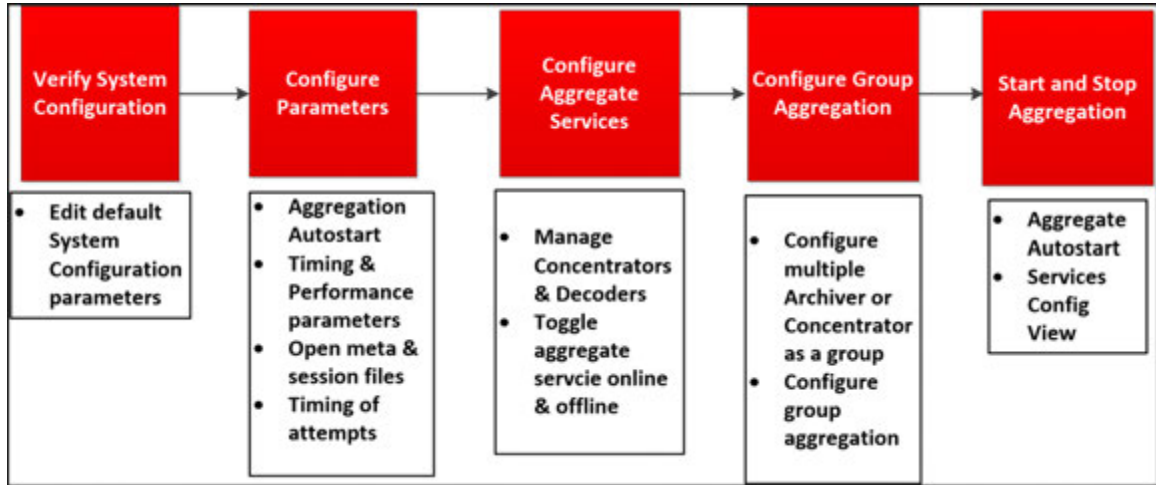 Verify System
Configuration
Configure
Parameters
Configure
Aggregate
Services
Configure Group
Aggregation
Start and Stop
Aggregation
• Edit default
System
Configuration
parameters
• Aggregation
Autostart
• Timing &
Performance
parameters
• Open meta &
session files
• Timing of
attempts
• Manage
Concentrators
& Decoders
• Toggle
aggregate
servcie online
& offline
• Configure
multiple
Archiver or
Concentrator
as a group
• Configure
group
aggregation
• Aggregate
Autostart
• Services
Config
View